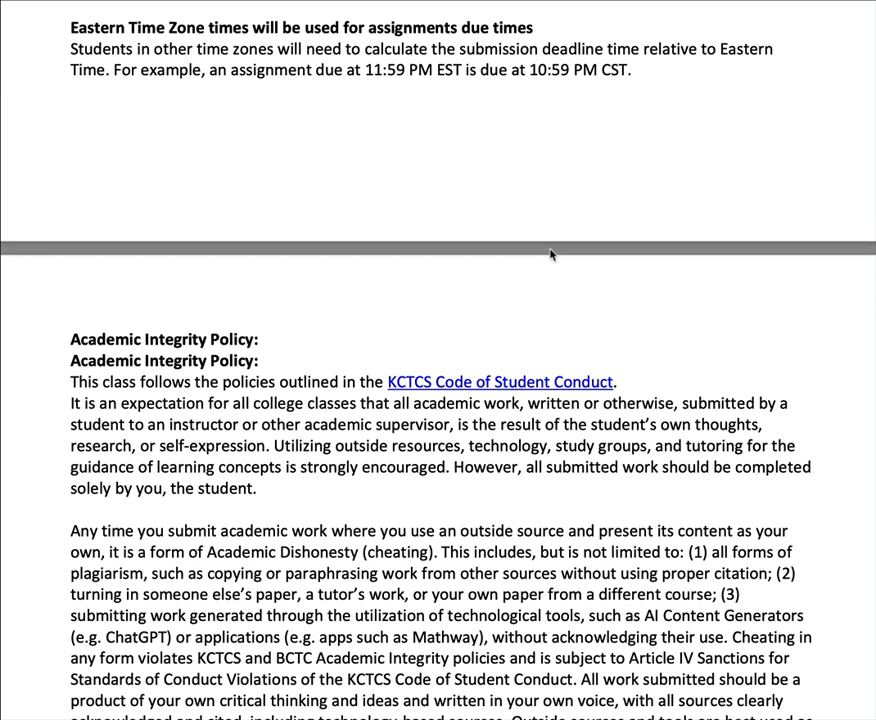 Eastern Time Zone times will be used for assignments due times
Students in other time zones will need to calculate the submission deadline time relative to Eastern
Time. For example, an assignment due at 11:59 PM EST is due at 10:59 PM CST.
Academic Integrity Policy:
Academic Integrity Policy:
This class follows the policies outlined in the KCTCS Code of Student Conduct.
It is an expectation for all college classes that all academic work, written or otherwise, submitted by a
student to an instructor or other academic supervisor, is the result of the student’s own thoughts,
research, or self-expression. Utilizing outside resources, technology, study groups, and tutoring for the
guidance of learning concepts is strongly encouraged. However, all submitted work should be completed
solely by you, the student.
Any time you submit academic work where you use an outside source and present its content as your
own, it is a form of Academic Dishonesty (cheating). This includes, but is not limited to: (1) all forms of
plagiarism, such as copying or paraphrasing work from other sources without using proper citation; (2)
turning in someone else’s paper, a tutor’s work, or your own paper from a different course; (3)
submitting work generated through the utilization of technological tools, such as AI Content Generators
(e.g. ChatGPT) or applications (e.g. apps such as Mathway), without acknowledging their use. Cheating in
any form violates KCTCS and BCTC Academic Integrity policies and is subject to Article IV Sanctions for
Standards of Conduct Violations of the KCTCS Code of Student Conduct. All work submitted should be a
product of your own critical thinking and ideas and written in your own voice, with all sources clearly